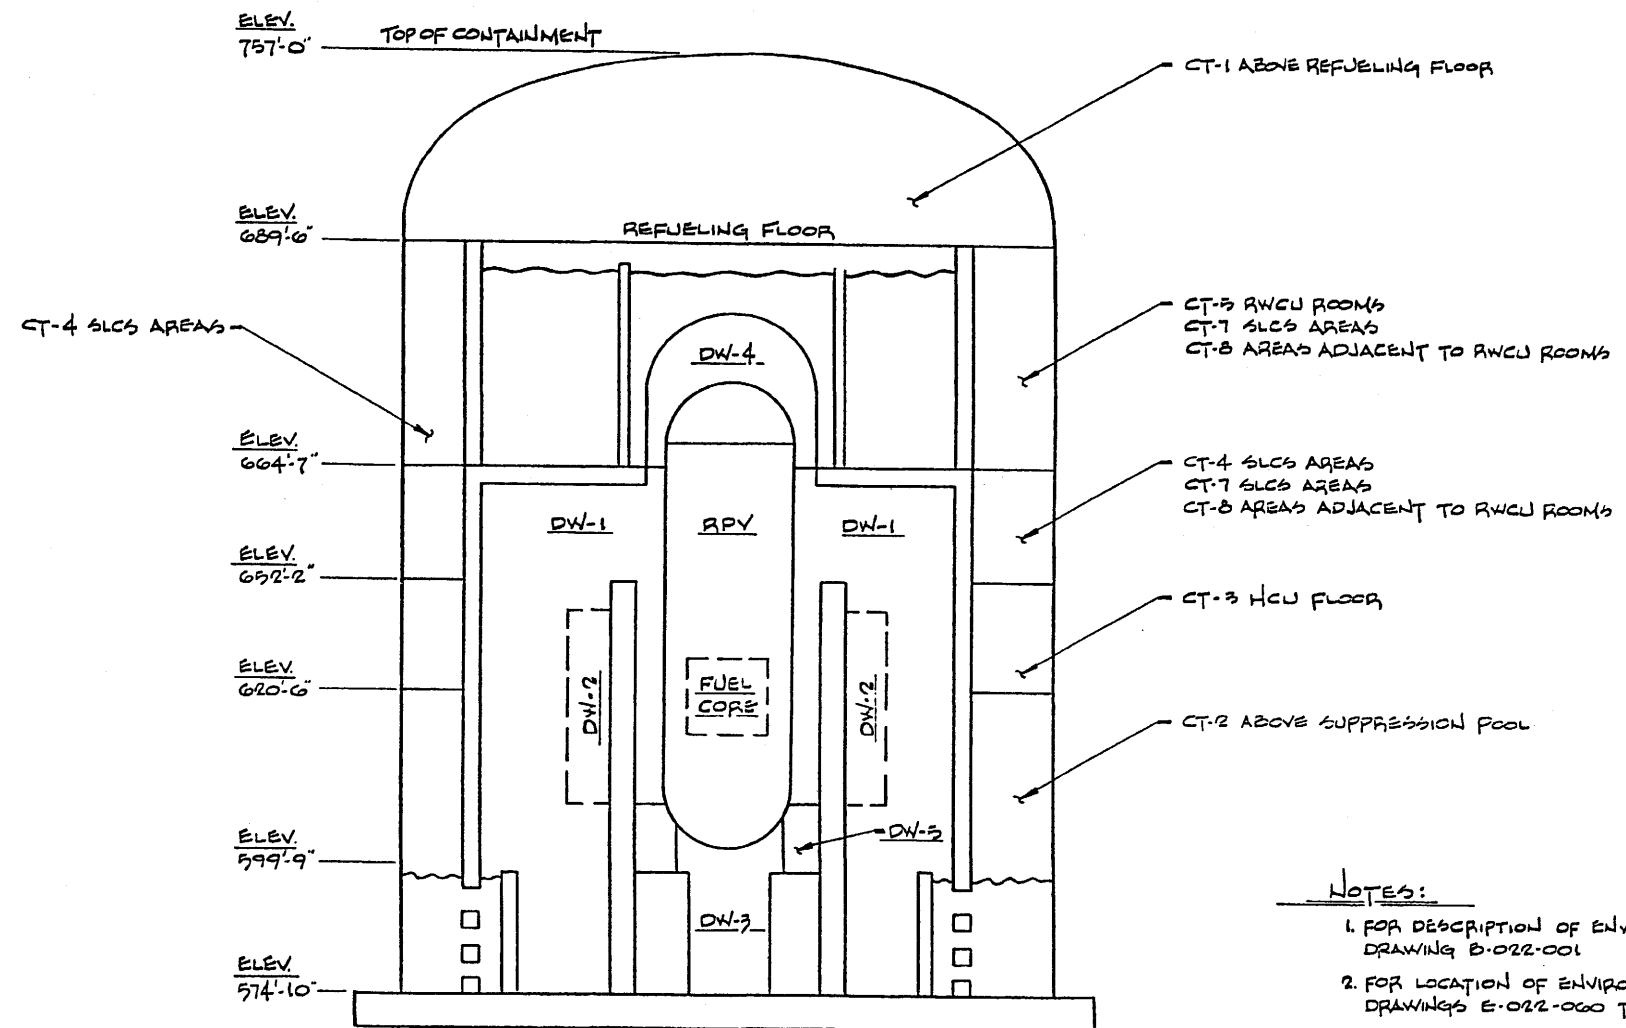 ELEV.
757'-0"
TOP OF CONTAINMENT
CT-1 ABOVE REFUELING FLOOR
ELEV.
689'-6"
REFUELING FLOOR
CT-4 SLCS AREAS
CT-5 RWCU ROOMS
CT-7 SLCS AREAS
CT-8 AREAS ADJACENT TO RWCU ROOMS
DW-4
ELEV.
664'-7"
CT-4 SLCS AREAS
CT-7 SLCS AREAS
CT-8 AREAS ADJACENT TO RWCU ROOMS
DW-1
RPV
DW-1
ELEV.
652'-2"
CT-3 HCU FLOOR
ELEV.
620'-6"
DW-2
FUEL
CORE
DW-2
CT-2 ABOVE SUPPRESSION POOL
ELEV.
599'-9"
DW-5
DW-3
ELEV.
574'-10"
NOTES:
1. FOR DESCRIPTION OF ENV
DRAWING B-022-001
2. FOR LOCATION OF ENVIRO
DRAWINGS E-022-060 T